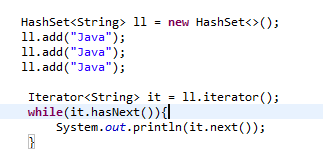 HashSet<String> ll = new HashSet<>();
ll.add("Java");
ll.add("Java");
ll.add("Java");
Iterator<String> it = ll.iterator();
while(it.hasNext()){
System.out.println(it.next());
}